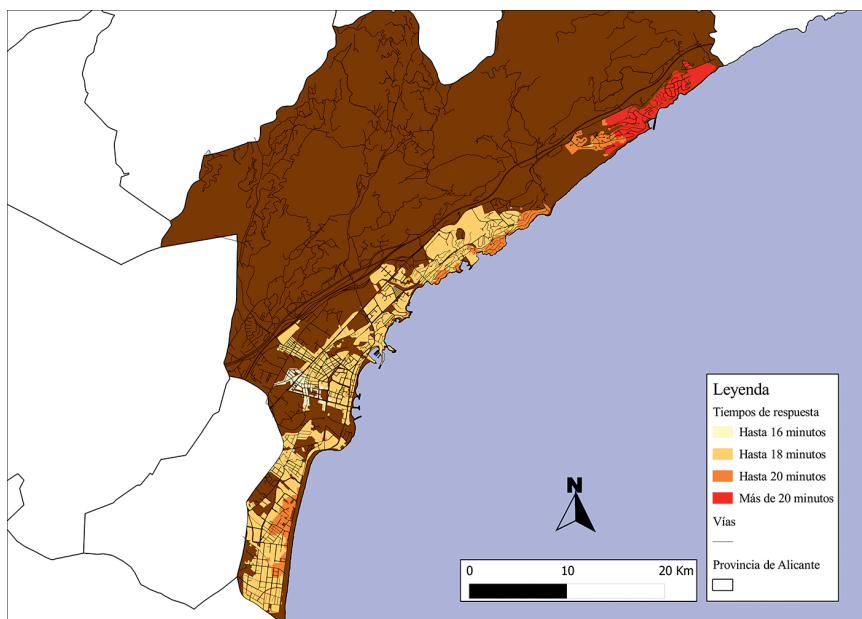 N
0 10 20 Km
Leyenda
Tiempos de respuesta
Hasta 16 minutos
Hasta 18 minutos
Hasta 20 minutos
Más de 20 minutos
Vías
Provincia de Alicante